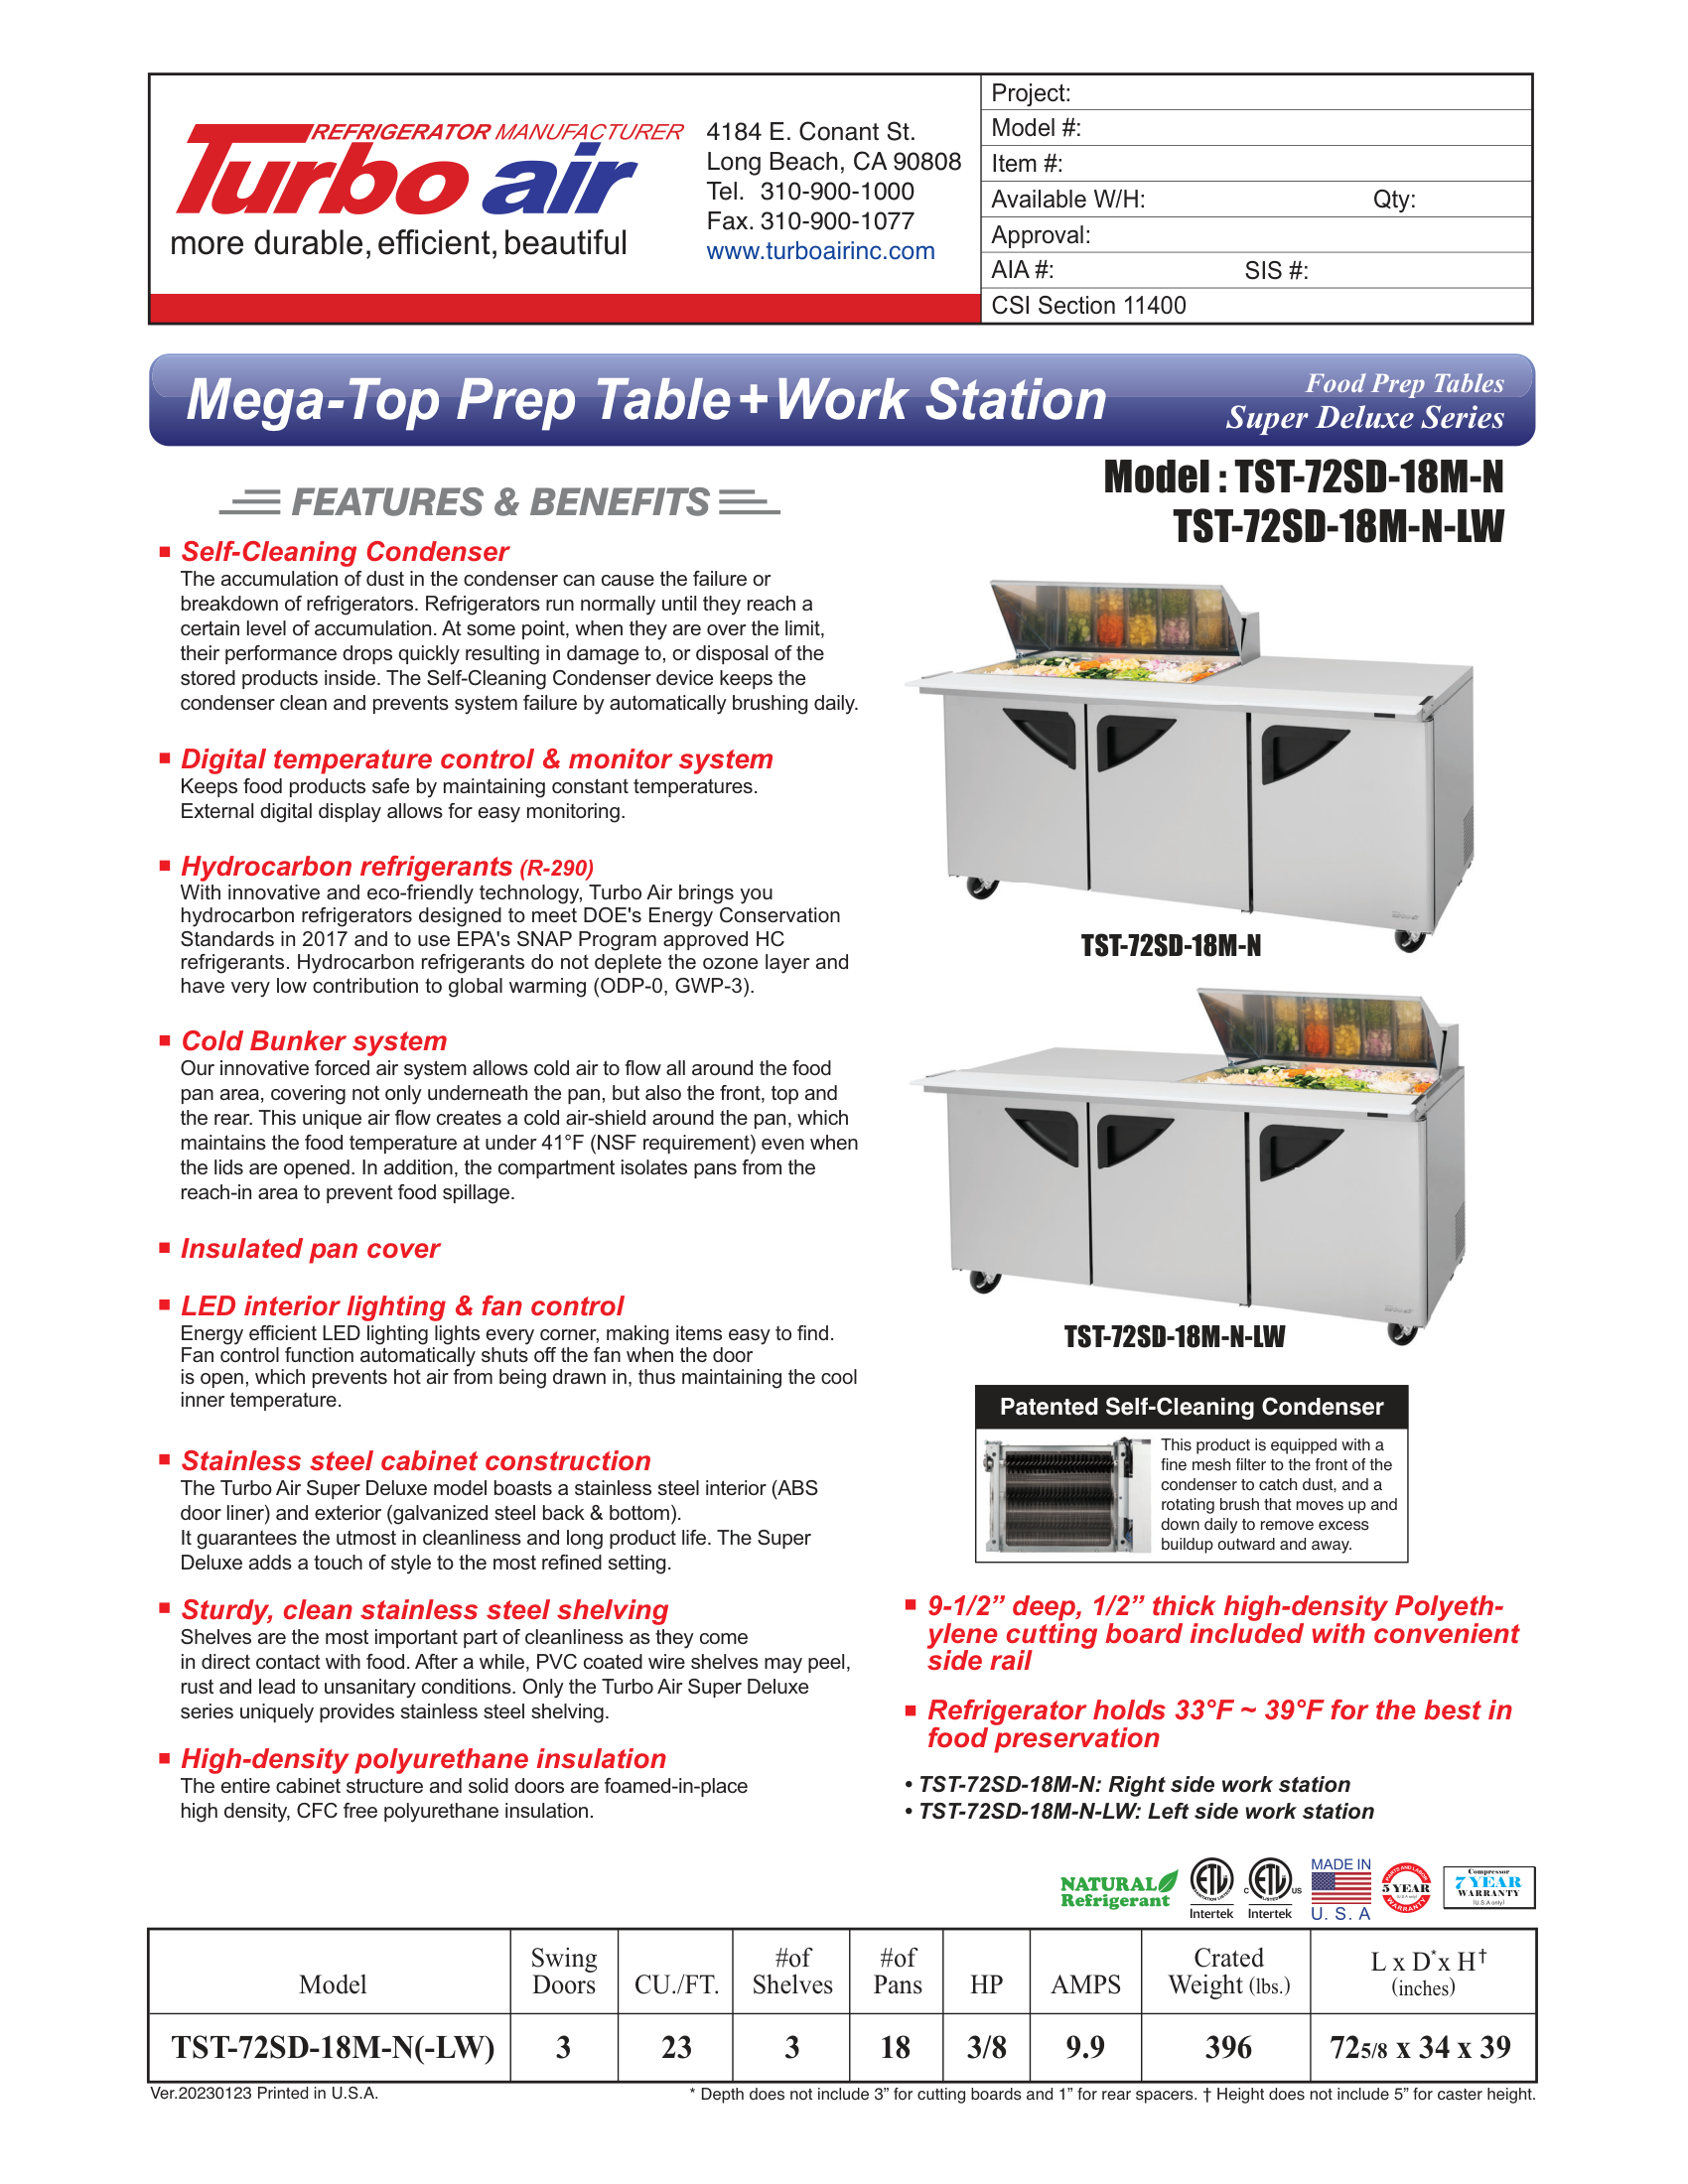 REFRIGERATOR MANUFACTURER
Turbo air
more durable, efficient, beautiful
4184 E. Conant St.
Long Beach, CA 90808
Tel. 310-900-1000
Fax. 310-900-1077
www.turboairinc.com
Project:
Model #:
Item #:
Available W/H: Qty:
Approval:
AIA #: SIS #:
CSI Section 11400
Mega-Top Prep Table+Work Station
Food Prep Tables
Super Deluxe Series
Model : TST-72SD-18M-N
TST-72SD-18M-N-LW
FEATURES & BENEFITS
Self-Cleaning Condenser
The accumulation of dust in the condenser can cause the failure or
breakdown of refrigerators. Refrigerators run normally until they reach a
certain level of accumulation. At some point, when they are over the limit,
their performance drops quickly resulting in damage to, or disposal of the
stored products inside. The Self-Cleaning Condenser device keeps the
condenser clean and prevents system failure by automatically brushing daily.
Digital temperature control & monitor system
Keeps food products safe by maintaining constant temperatures.
External digital display allows for easy monitoring.
Hydrocarbon refrigerants (R-290)
With innovative and eco-friendly technology, Turbo Air brings you
hydrocarbon refrigerators designed to meet DOE's Energy Conservation
Standards in 2017 and to use EPA's SNAP Program approved HC
refrigerants. Hydrocarbon refrigerants do not deplete the ozone layer and
have very low contribution to global warming (ODP-0, GWP-3).
Cold Bunker system
Our innovative forced air system allows cold air to flow all around the food
pan area, covering not only underneath the pan, but also the front, top and
the rear. This unique air flow creates a cold air-shield around the pan, which
maintains the food temperature at under 41°F (NSF requirement) even when
the lids are opened. In addition, the compartment isolates pans from the
reach-in area to prevent food spillage.
Insulated pan cover
LED interior lighting & fan control
Energy efficient LED lighting lights every corner, making items easy to find.
Fan control function automatically shuts off the fan when the door
is open, which prevents hot air from being drawn in, thus maintaining the cool
inner temperature.
Stainless steel cabinet construction
The Turbo Air Super Deluxe model boasts a stainless steel interior (ABS
door liner) and exterior (galvanized steel back & bottom).
It guarantees the utmost in cleanliness and long product life. The Super
Deluxe adds a touch of style to the most refined setting.
Sturdy, clean stainless steel shelving
Shelves are the most important part of cleanliness as they come
in direct contact with food. After a while, PVC coated wire shelves may peel,
rust and lead to unsanitary conditions. Only the Turbo Air Super Deluxe
series uniquely provides stainless steel shelving.
High-density polyurethane insulation
The entire cabinet structure and solid doors are foamed-in-place
high density, CFC free polyurethane insulation.
TST-72SD-18M-N
TST-72SD-18M-N-LW
Patented Self-Cleaning Condenser
This product is equipped with a
fine mesh filter to the front of the
condenser to catch dust, and a
rotating brush that moves up and
down daily to remove excess
buildup outward and away.
9-1/2” deep, 1/2” thick high-density Polyeth-
ylene cutting board included with convenient
side rail
Refrigerator holds 33°F ~ 39°F for the best in
food preservation
• TST-72SD-18M-N: Right side work station
• TST-72SD-18M-N-LW: Left side work station
NATURAL
Refrigerant
ETL
Intertek
C ETL US
LISTED
Intertek
MADE IN
U. S. A
PARTS AND LABOR
5 YEAR
WARRANTY
Compressor
7 YEAR
WARRANTY
(U.S.A only)
Model Swing Doors CU./FT. #of Shelves #of Pans HP AMPS Crated Weight (lbs.) L x D* x H† (inches)
TST-72SD-18M-N(-LW) 3 23 3 18 3/8 9.9 396 72 5/8 x 34 x 39
Ver.20230123 Printed in U.S.A.
* Depth does not include 3” for cutting boards and 1” for rear spacers. † Height does not include 5” for caster height.